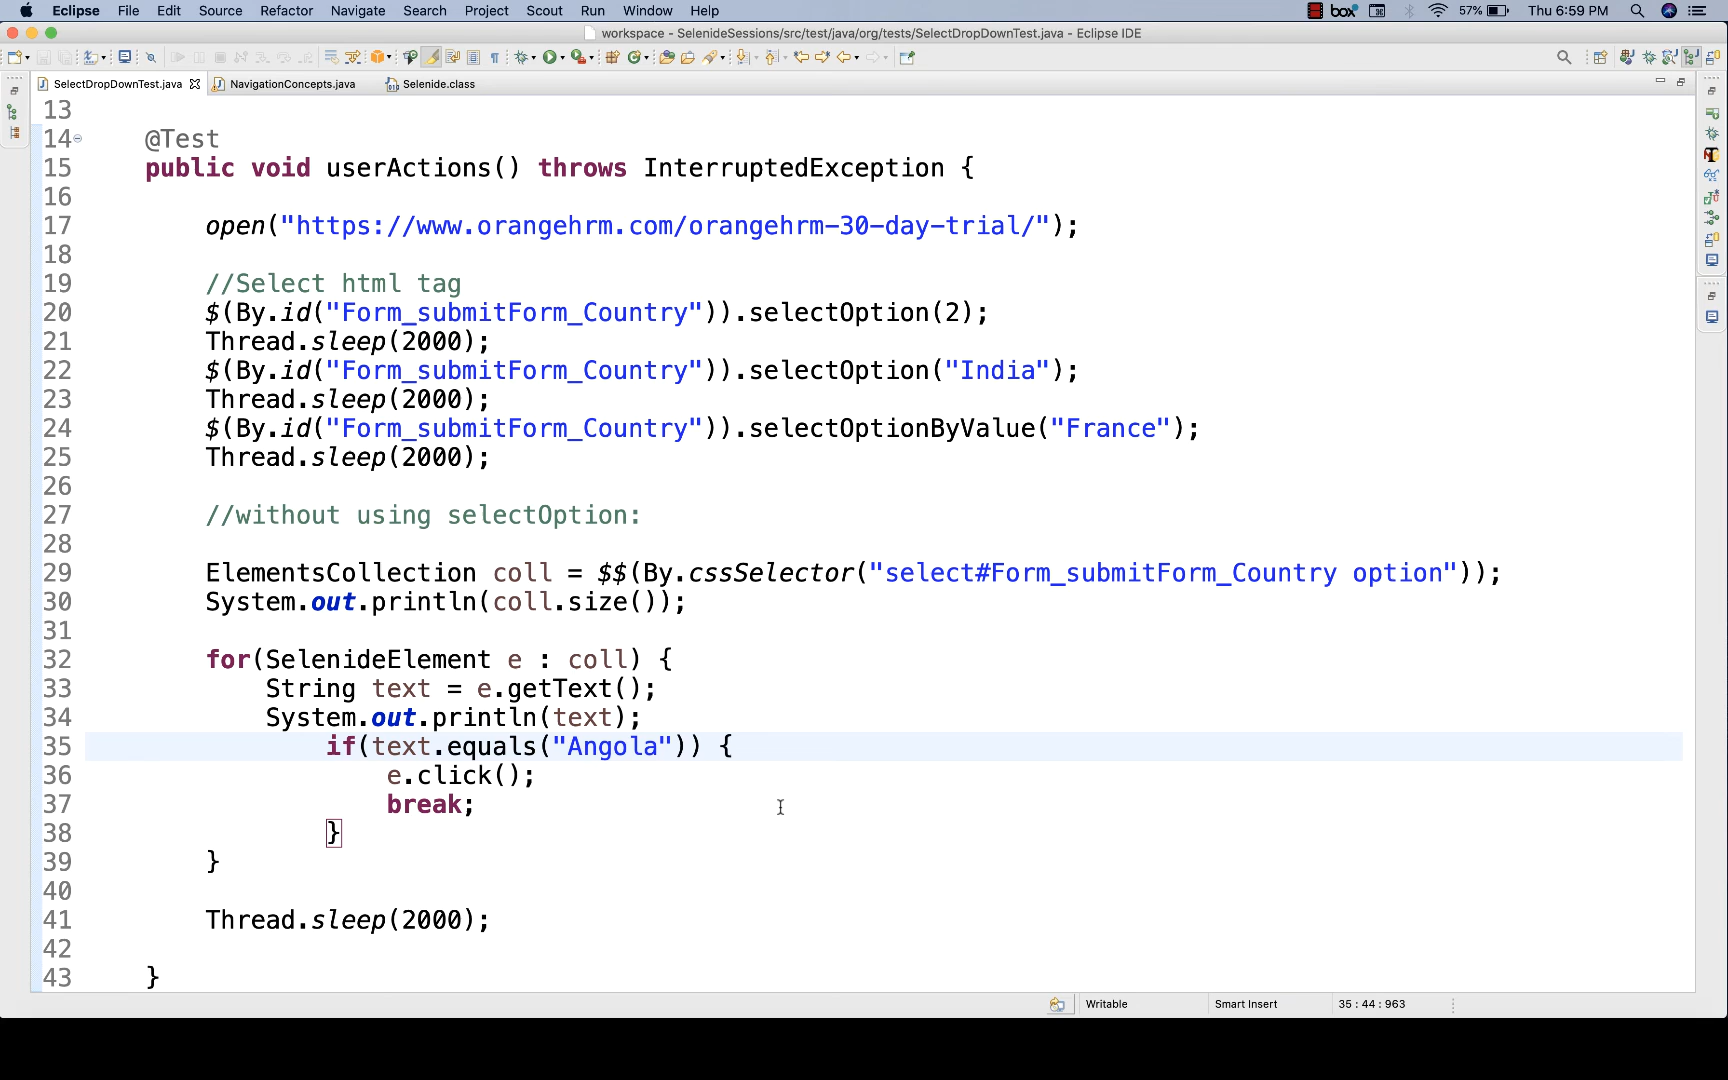 Eclipse File Edit Source Refactor Navigate Search Project Scout Run Window Help box 57% Thu 6:59 PM
workspace - SelenideSessions/src/test/java/org/tests/SelectDropDownTest.java - Eclipse IDE
SelectDropDownTest.java NavigationConcepts.java Selenide.class
13
14 @Test
15 public void userActions() throws InterruptedException {
16
17 open("https://www.orangehrm.com/orangehrm-30-day-trial/");
18
19 //Select html tag
20 $(By.id("Form_submitForm_Country")).selectOption(2);
21 Thread.sleep(2000);
22 $(By.id("Form_submitForm_Country")).selectOption("India");
23 Thread.sleep(2000);
24 $(By.id("Form_submitForm_Country")).selectOptionByValue("France");
25 Thread.sleep(2000);
26
27 //without using selectOption:
28
29 ElementsCollection coll = $$(By.cssSelector("select#Form_submitForm_Country option"));
30 System.out.println(coll.size());
31
32 for(SelenideElement e : coll) {
33 String text = e.getText();
34 System.out.println(text);
35 if(text.equals("Angola")) {
36 e.click();
37 break;
38 }
39 }
40
41 Thread.sleep(2000);
42
43 }
Writable Smart Insert 35 : 44 : 963